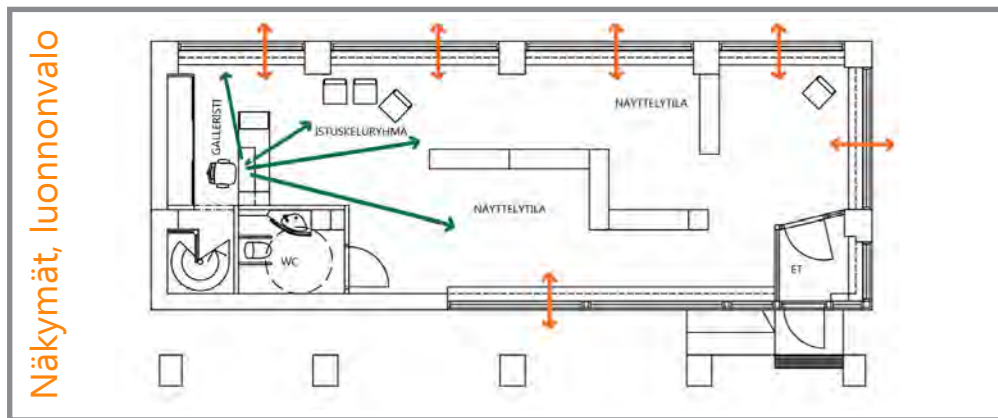 Näkymät, luonnonvalo
GALLERISTI
ISTUSKELURYHMÄ
NÄYTTELYTILA
NÄYTTELYTILA
WC
ET